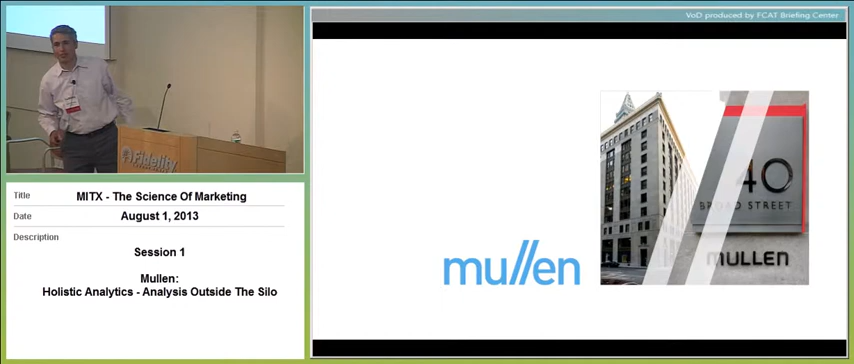 VoD produced by FCAT Briefing Center
Fidelity
Title MITX - The Science Of Marketing
Date August 1, 2013
Description
Session 1
Mullen:
Holistic Analytics - Analysis Outside The Silo
mullen
40
BROAD STREET
MULLEN